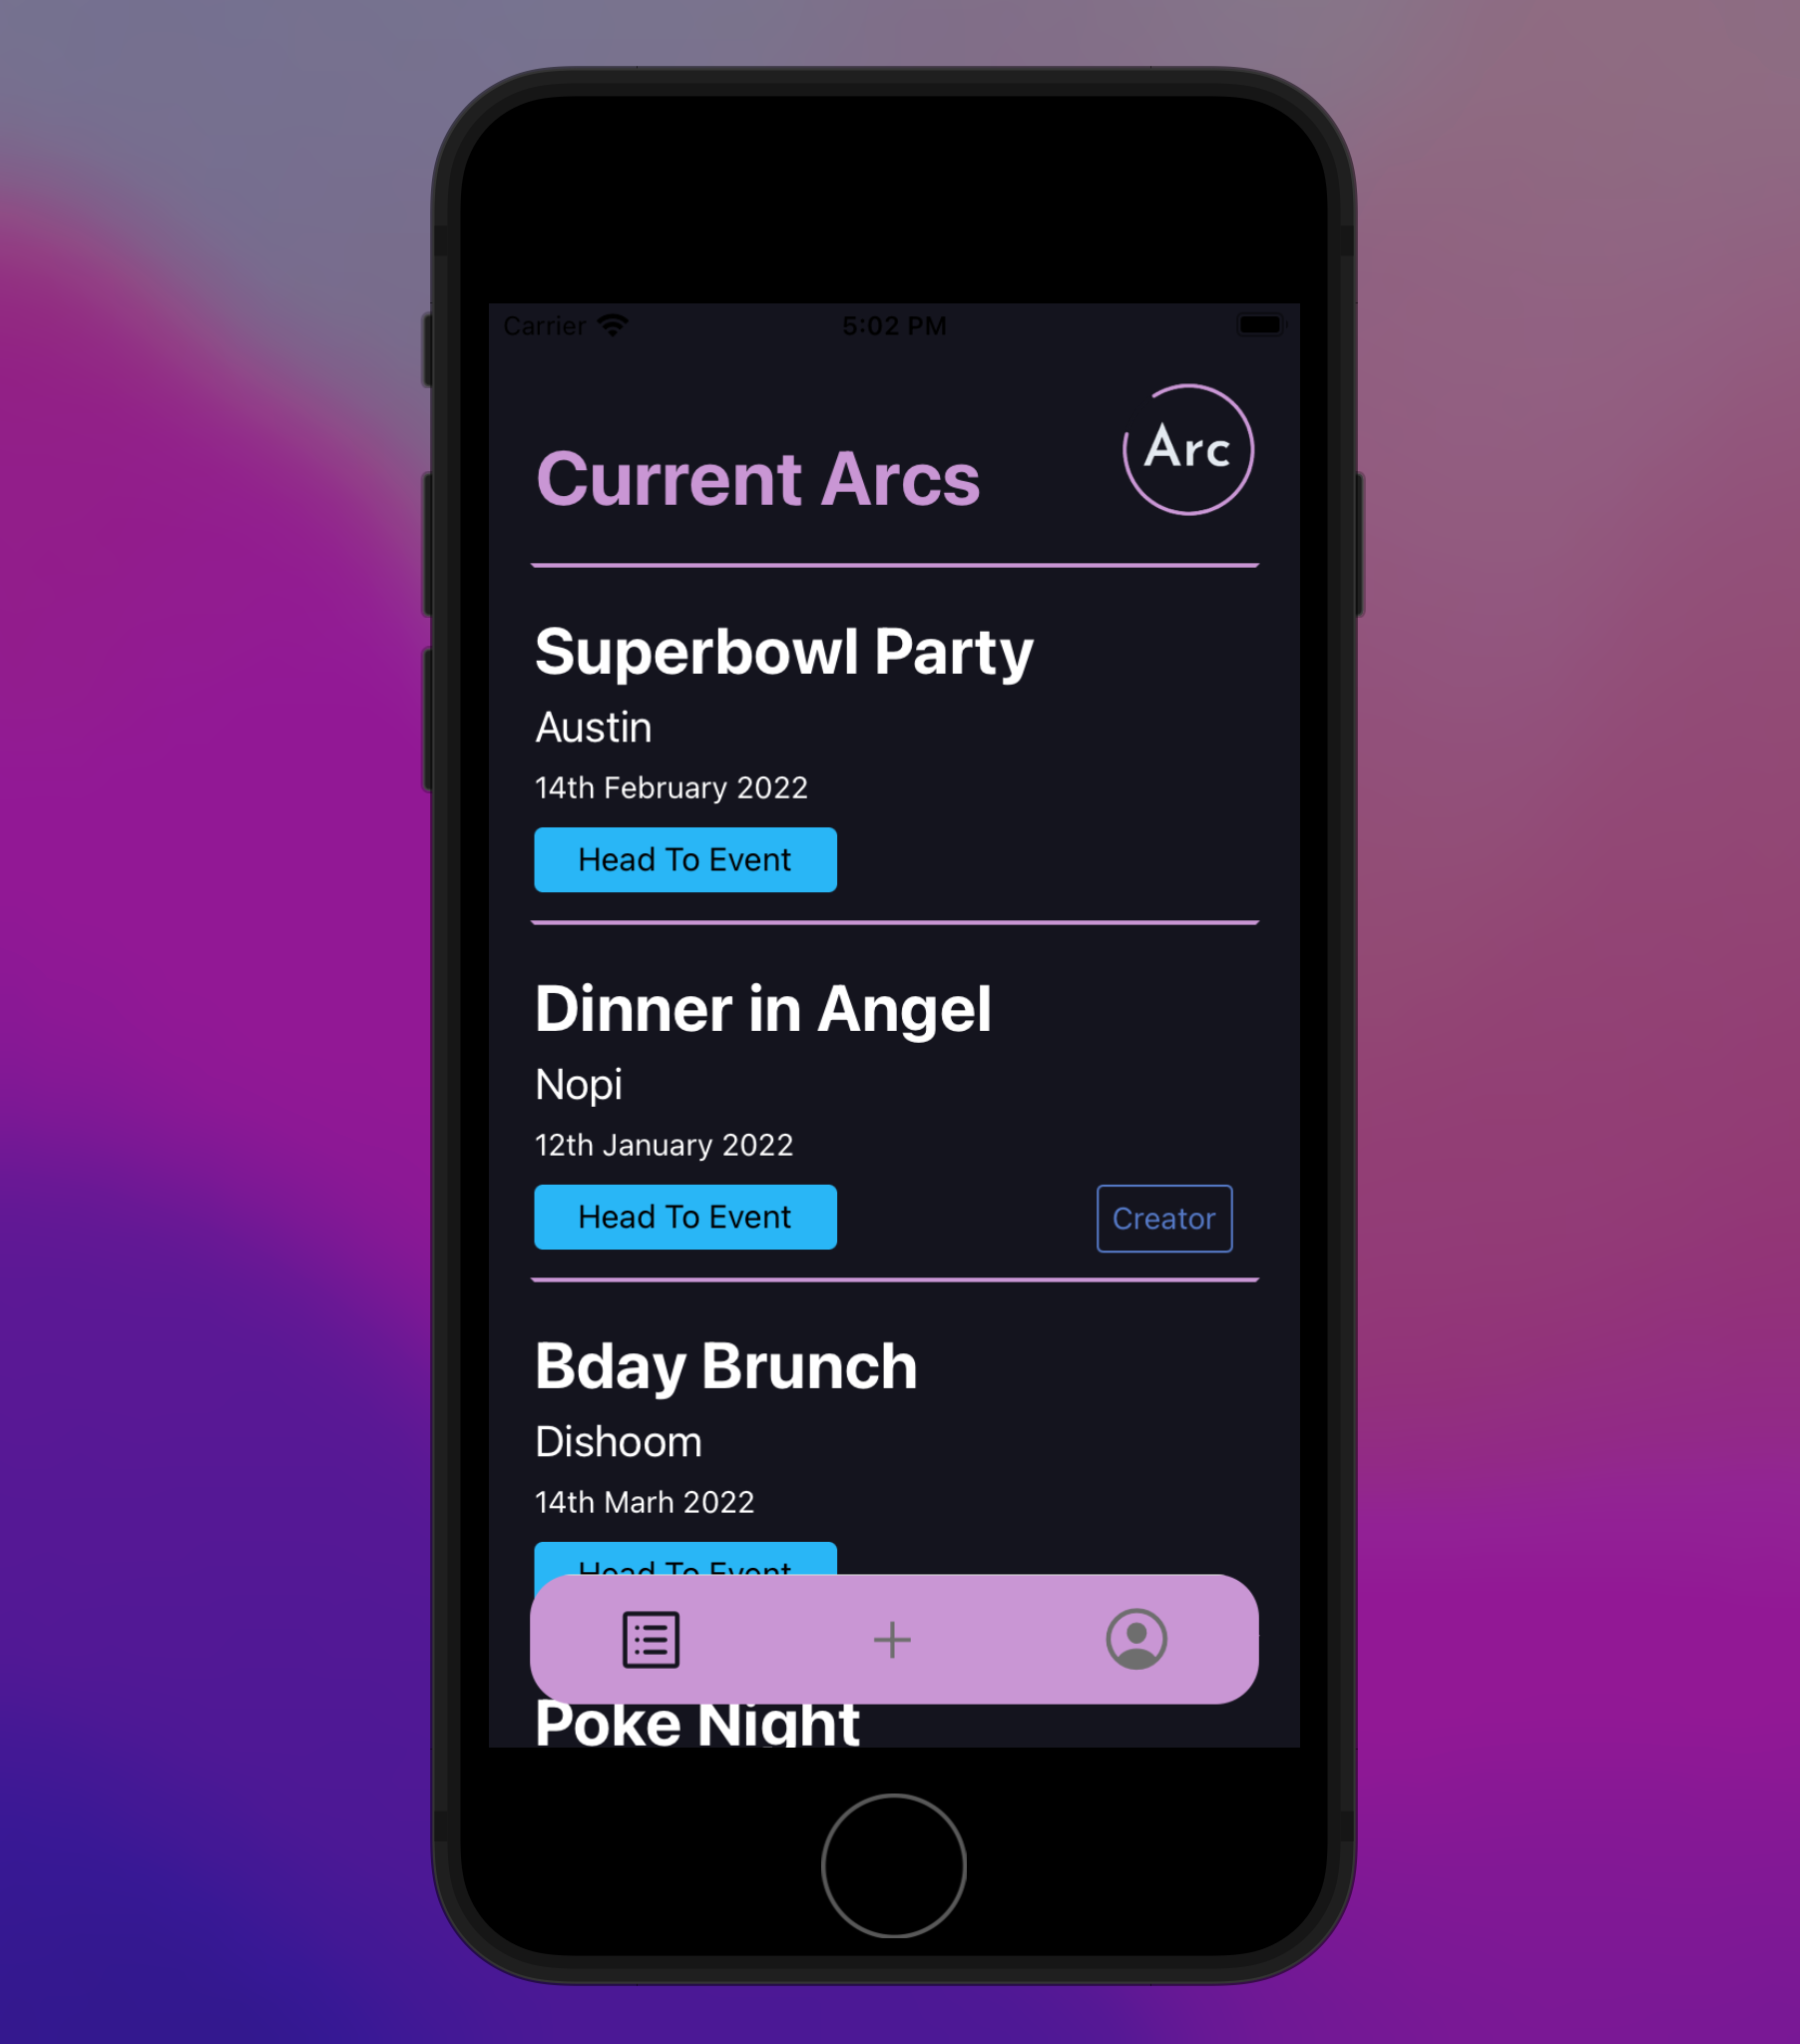 Carrier
5:02 PM
Arc
Current Arcs
Superbowl Party
Austin
14th February 2022
Head To Event
Dinner in Angel
Nopi
12th January 2022
Head To Event
Creator
Bday Brunch
Dishoom
14th Marh 2022
Head To Event
Poke Night